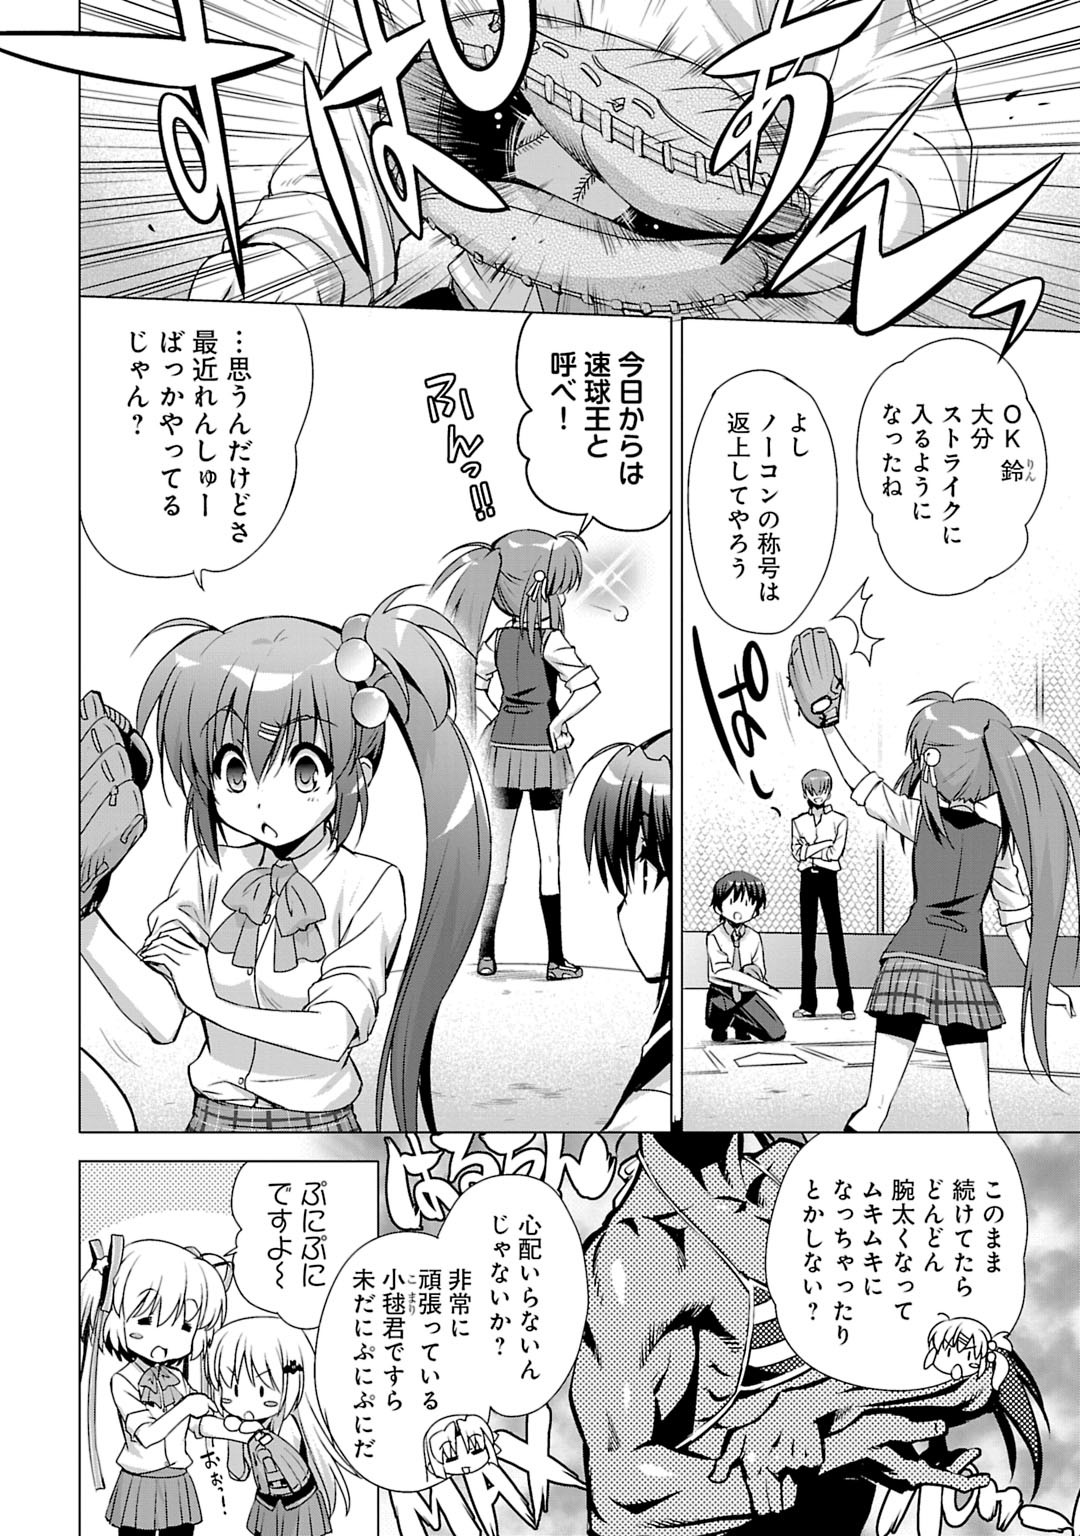 すぱぁん
OK 鈴
りん
大分
ストライクに
入るように
なったね
よし
ノーコンの称号は
返上してやろう
今日からは
速球王と
呼べ！
ふんっ!!
…思うんだけどさ
最近れんしゅー
ばっかやってる
じゃん？
このまま
続けてたら
どんどん
腕太くなって
ムキムキに
なっちゃったり
とかしない？
はるちん
MAX
心配いらないん
じゃないか？
非常に
頑張っている
小毬君ですら
こまり
未だにぷにぷにだ
ぷにぷに
ですよ～
おぉっ！